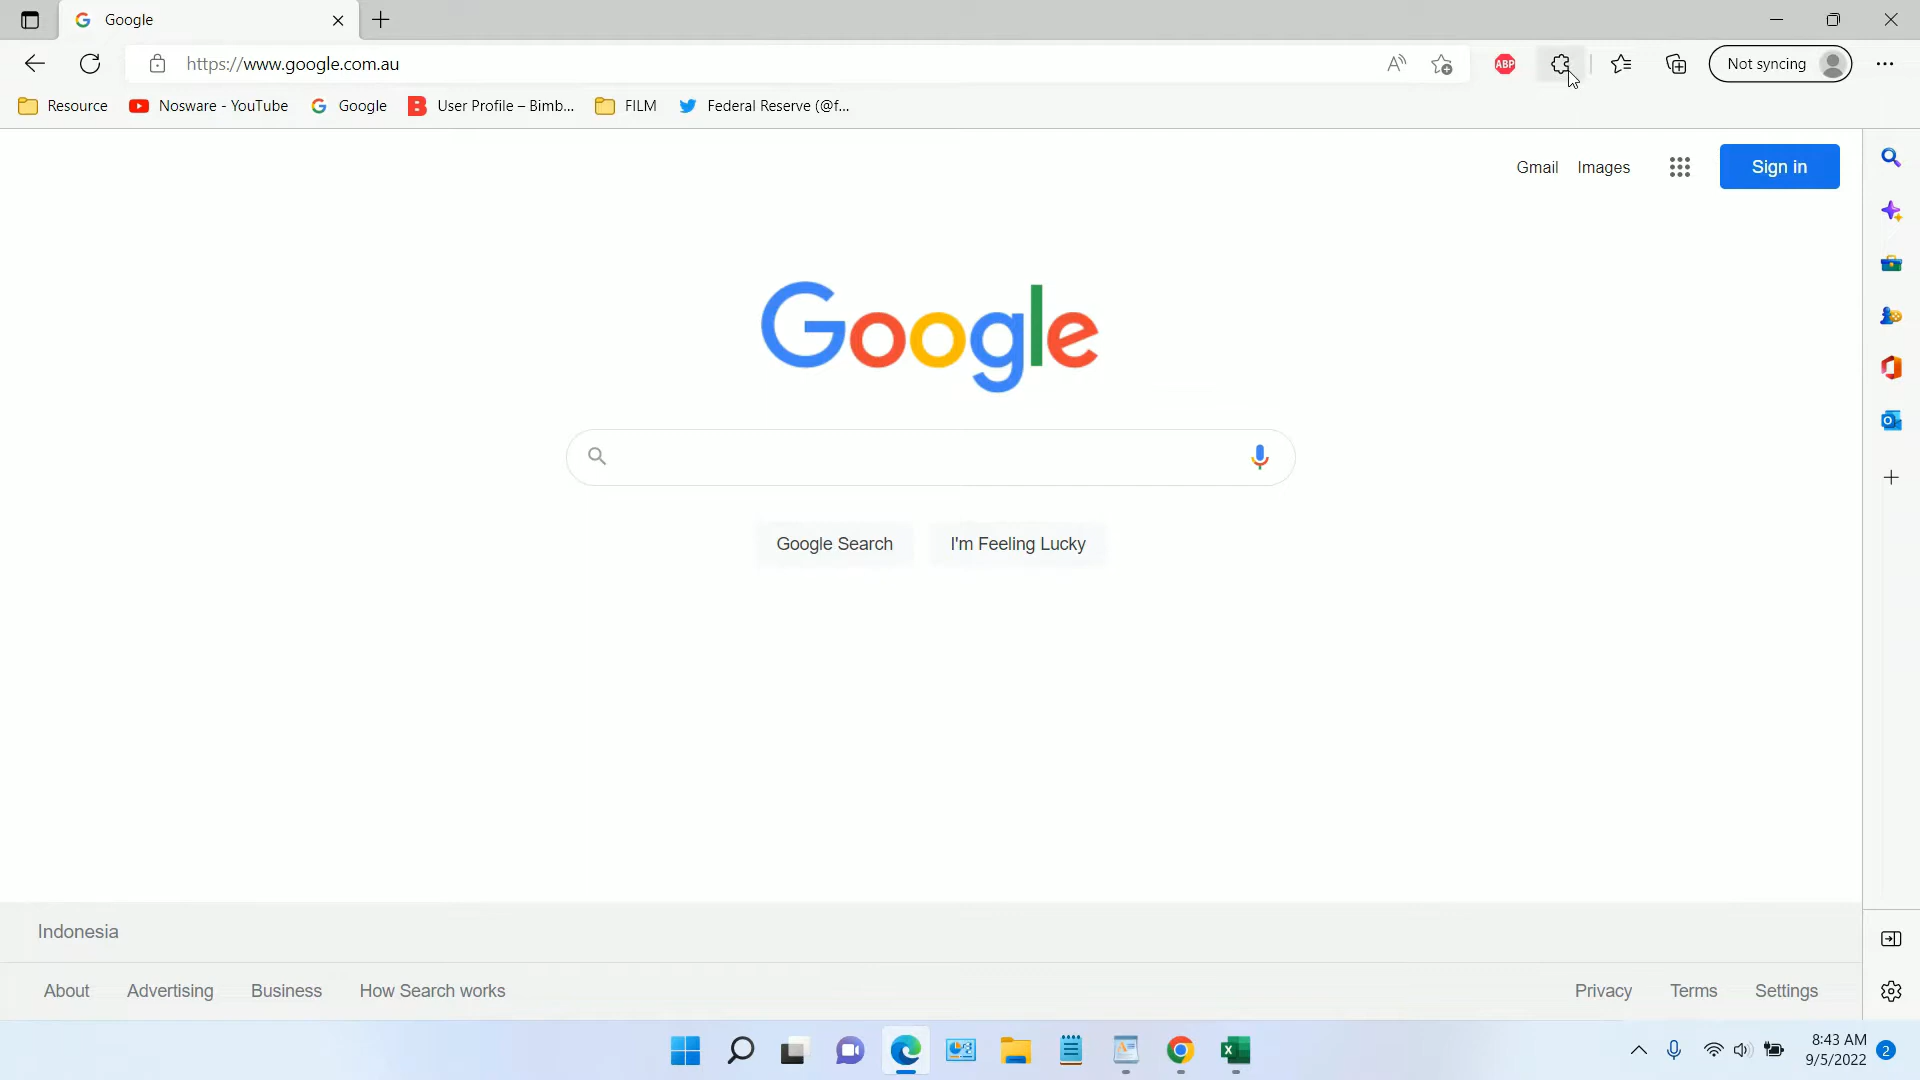 Google
https://www.google.com.au
ABP
Not syncing
Resource
Nosware - YouTube
Google
User Profile – Bimb...
FILM
Federal Reserve (@f...
Gmail
Images
Sign in
Google
Google Search
I'm Feeling Lucky
Indonesia
About
Advertising
Business
How Search works
Privacy
Terms
Settings
8:43 AM
9/5/2022
2